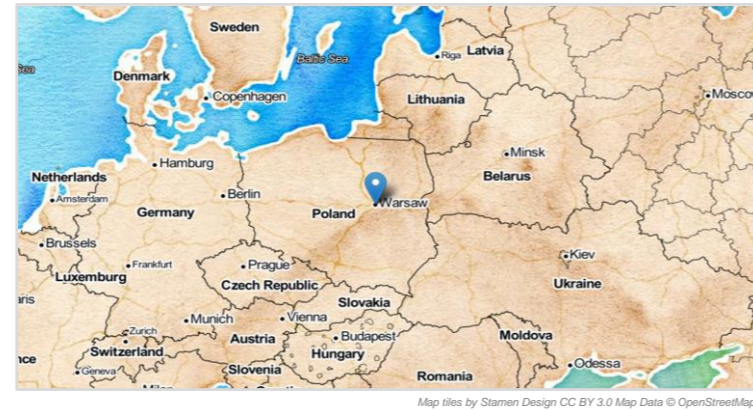 Sweden
Baltic Sea
Riga
Latvia
Denmark
Copenhagen
Moscow
Lithuania
Minsk
Hamburg
Netherlands
Belarus
Amsterdam
Berlin
Warsaw
Germany
Poland
Brussels
Kiev
Frankfurt
Prague
Luxemburg
Czech Republic
Ukraine
Slovakia
Munich
Vienna
Zurich
Budapest
Moldova
Austria
Switzerland
Hungary
Odessa
Geneva
Slovenia
Romania
Map tiles by Stamen Design CC BY 3.0 Map Data © OpenStreetMap